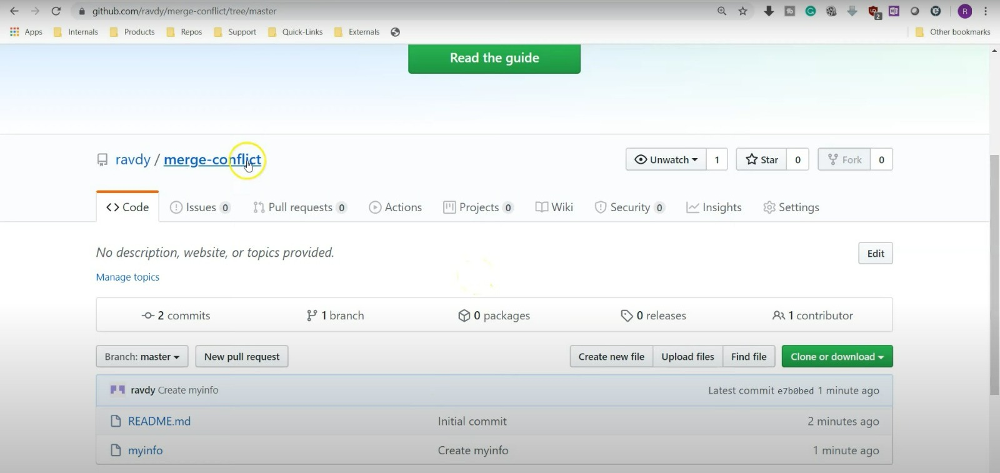 github.com/ravdy/merge-conflict/tree/master
2
R
Apps Internals Products Repos Support Quick-Links Externals Other bookmarks
Read the guide
ravdy / merge-conflict Unwatch 1 Star 0 Fork 0
Code Issues 0 Pull requests 0 Actions Projects 0 Wiki Security 0 Insights Settings
No description, website, or topics provided. Edit
Manage topics
2 commits 1 branch 0 packages 0 releases 1 contributor
Branch: master New pull request Create new file Upload files Find file Clone or download
ravdy Create myinfo Latest commit e7b0bed 1 minute ago
README.md Initial commit 2 minutes ago
myinfo Create myinfo 1 minute ago